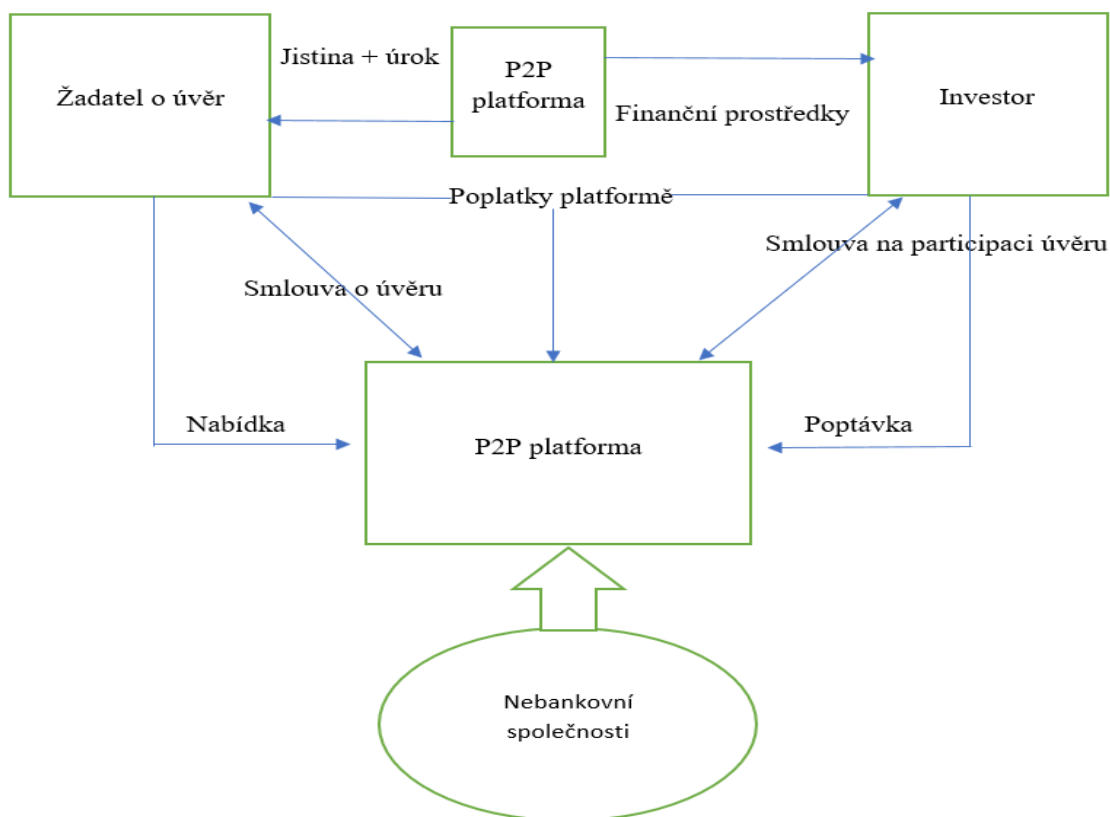 Jistina + úrok
P2P
platforma
Žadatel o úvěr
Investor
Finanční prostředky
Poplatky platformě
Smlouva na participaci úvěru
Smlouva o úvěru
Nabídka
Poptávka
P2P platforma
Nebankovní
společnosti